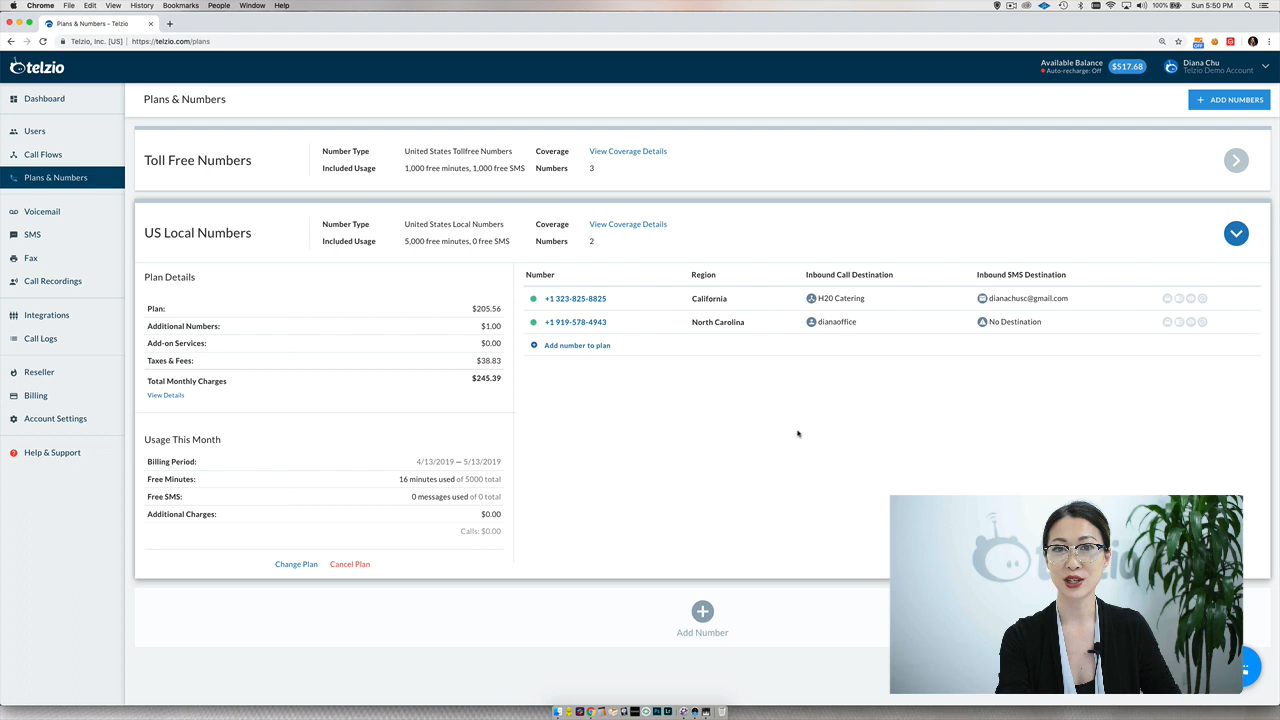 Chrome File Edit View History Bookmarks People Window Help
100% Sun 5:50 PM
Plans & Numbers - Telzio
Telzio, Inc. [US] | https://telzio.com/plans
telzio
Available Balance $517.68
Auto-recharge: Off
Diana Chu
Telzio Demo Account
Dashboard
Users
Call Flows
Plans & Numbers
Voicemail
SMS
Fax
Call Recordings
Integrations
Call Logs
Reseller
Billing
Account Settings
Help & Support
Plans & Numbers
+ ADD NUMBERS
Toll Free Numbers
Number Type United States Tollfree Numbers Coverage View Coverage Details
Included Usage 1,000 free minutes, 1,000 free SMS Numbers 3
US Local Numbers
Number Type United States Local Numbers Coverage View Coverage Details
Included Usage 5,000 free minutes, 0 free SMS Numbers 2
Plan Details
Plan: $205.56
Additional Numbers: $1.00
Add-on Services: $0.00
Taxes & Fees: $38.83
Total Monthly Charges $245.39
View Details
Usage This Month
Billing Period: 4/13/2019 — 5/13/2019
Free Minutes: 16 minutes used of 5000 total
Free SMS: 0 messages used of 0 total
Additional Charges: $0.00
Calls: $0.00
Change Plan Cancel Plan
Number Region Inbound Call Destination Inbound SMS Destination
+1 323-825-8825 California H20 Catering dianachusc@gmail.com
+1 919-578-4943 North Carolina dianaoffice No Destination
Add number to plan
Add Number
telzio